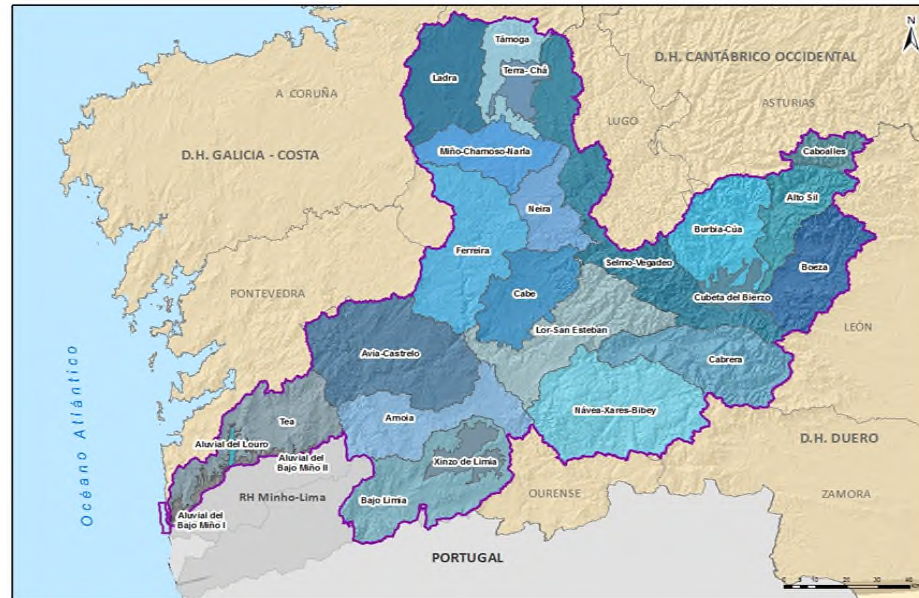 N
Támoga
D.H. CANTÁBRICO OCCIDENTAL
Ladra
Terra-Chá
A CORUÑA
ASTURIAS
LUGO
Caboalles
D.H. GALICIA - COSTA
Miño-Chamoso-Narla
Alto Sil
Neira
Burbia-Cúa
Ferreira
Selmo-Vegadeo
Boeza
PONTEVEDRA
Cabe
Cubeta del Bierzo
LEÓN
Lor-San Esteban
Avia-Castrelo
Cabrera
Océano Atlántico
Arnoia
Návea-Xares-Bibey
Tea
D.H. DUERO
Aluvial del Louro
Aluvial del
Bajo Miño II
Xinzo de Limia
RH Minho-Lima
Bajo Limia
OURENSE
ZAMORA
Aluvial del
Bajo Miño I
PORTUGAL